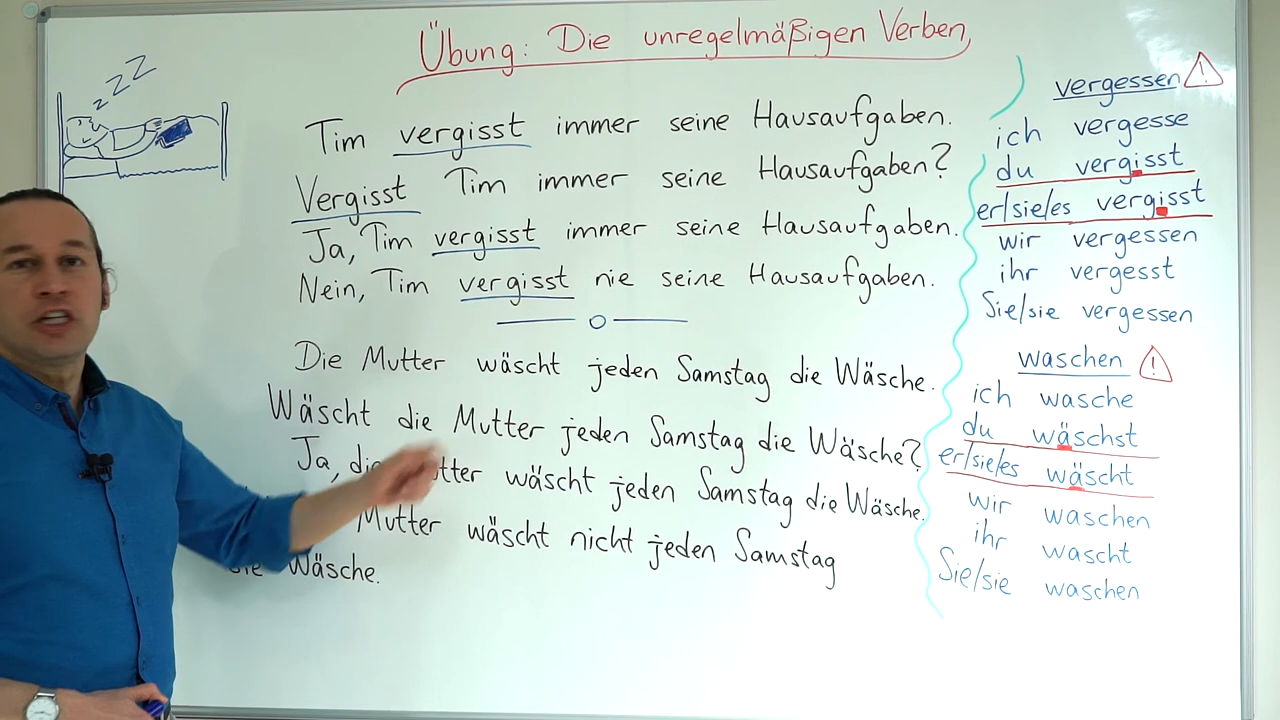 Übung: Die unregelmäßigen Verben
z z Z Z
Tim vergisst immer seine Hausaufgaben.
Vergisst Tim immer seine Hausaufgaben?
Ja, Tim vergisst immer seine Hausaufgaben.
Nein, Tim vergisst nie seine Hausaufgaben.
Die Mutter wäscht jeden Samstag die Wäsche.
Wäscht die Mutter jeden Samstag die Wäsche?
Ja, wäscht jeden Samstag die Wäsche.
Mutter wäscht nicht jeden Samstag
Wäsche.
vergessen !
ich vergesse
du vergisst
er/sie/es vergisst
wir vergessen
ihr vergesst
Sie/sie vergessen
waschen !
ich wasche
du wäschst
er/sie/es wäscht
wir waschen
ihr wascht
Sie/sie waschen